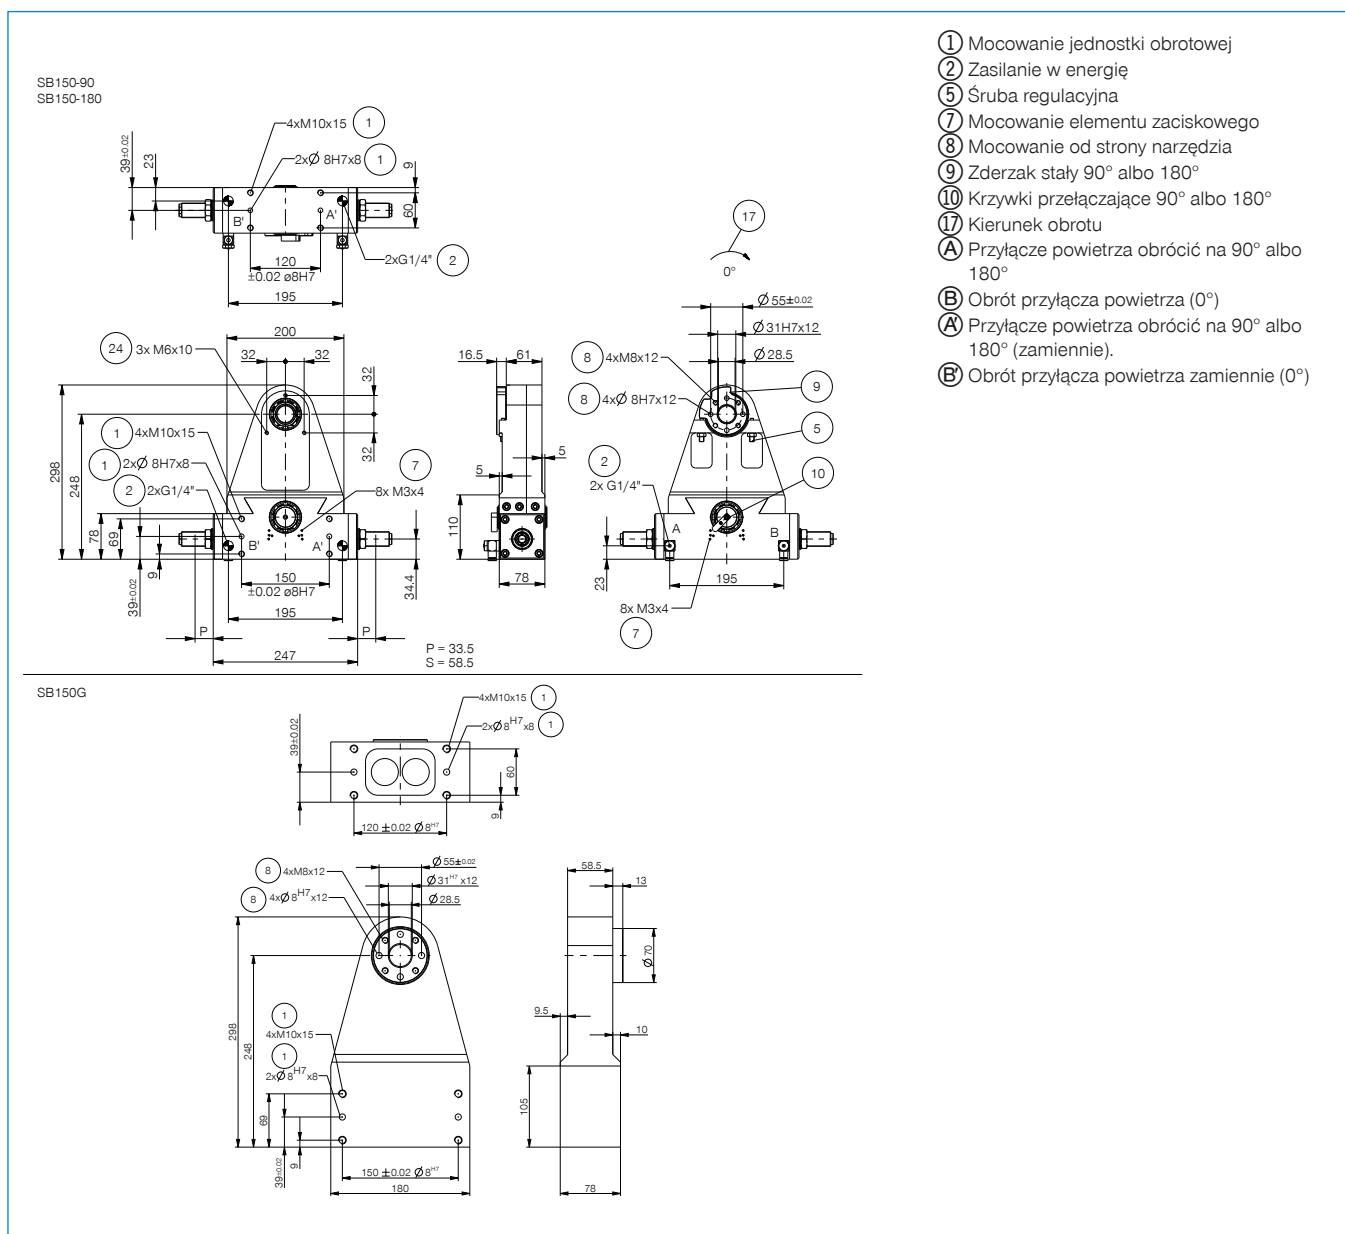 SB150-90
SB150-180
4xM10x15 1
2xØ 8H7x8 1
39±0.02
23
9
60
B'
A'
2xG1/4" 2
120
±0.02 ø8H7
195
17
0°
200
24 3x M6x10
32
32
32
32
298
248
78
69
39±0.02
9
1 4xM10x15
1 2xØ 8H7x8
2 2xG1/4"
7
8x M3x4
B'
A'
150
±0.02 ø8H7
195
34.4
P
P
247
P = 33.5
S = 58.5
16.5
61
5
5
110
78
Ø 55±0.02
Ø 31H7x12
Ø 28.5
8 4xM8x12
8 4xØ 8H7x12
9
5
2
2x G1/4"
10
A
B
23
195
8x M3x4
7
SB150G
4xM10x15 1
2xØ 8H7x8 1
39±0.02
60
9
120 ±0.02 Ø 8H7
Ø 55±0.02
8 4xM8x12
Ø 31H7 x12
8 4xØ 8H7x12
Ø 28.5
298
248
1
4xM10x15
1
2xØ 8H7x8
69
39±0.02
9
150 ±0.02 Ø 8H7
180
58.5
13
Ø 70
9.5
10
105
78
1 Mocowanie jednostki obrotowej
2 Zasilanie w energię
5 Śruba regulacyjna
7 Mocowanie elementu zaciskowego
8 Mocowanie od strony narzędzia
9 Zderzak stały 90° albo 180°
10 Krzywki przełączające 90° albo 180°
17 Kierunek obrotu
A Przyłącze powietrza obrócić na 90° albo
180°
B Obrót przyłącza powietrza (0°)
A' Przyłącze powietrza obrócić na 90° albo
180° (zamiennie).
B' Obrót przyłącza powietrza zamiennie (0°)